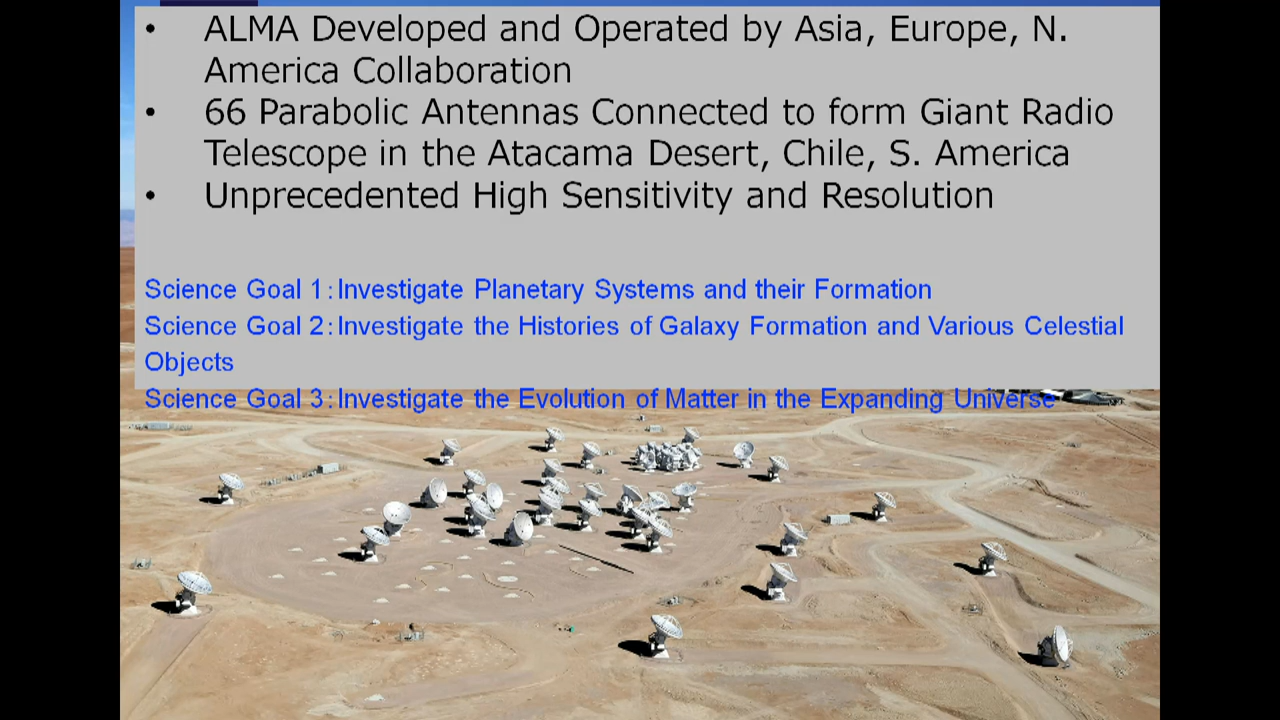 • ALMA Developed and Operated by Asia, Europe, N.
America Collaboration
• 66 Parabolic Antennas Connected to form Giant Radio
Telescope in the Atacama Desert, Chile, S. America
• Unprecedented High Sensitivity and Resolution
Science Goal 1:Investigate Planetary Systems and their Formation
Science Goal 2:Investigate the Histories of Galaxy Formation and Various Celestial
Objects
Science Goal 3:Investigate the Evolution of Matter in the Expanding Universe